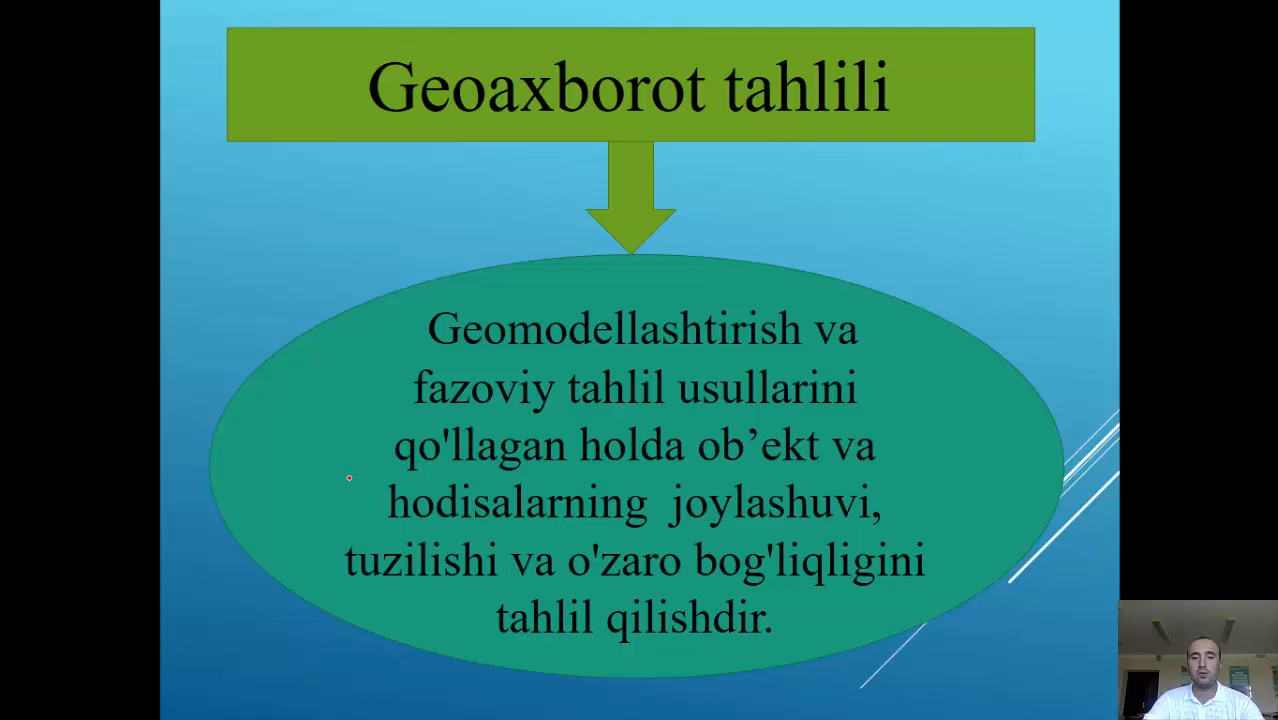 Geoaxborot tahlili
Geomodellashtirish va
fazoviy tahlil usullarini
qo'llagan holda ob’ekt va
hodisalarning joylashuvi,
tuzilishi va o'zaro bog'liqligini
tahlil qilishdir.